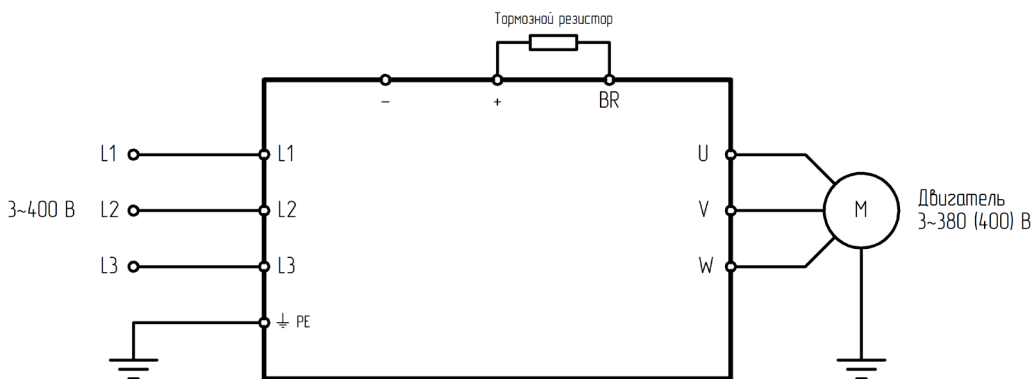 Тормозной резистор
- + BR
L1 L1 U
3~400 В L2 L2 V M Двигатель
3~380 (400) В
L3 L3 W
PE